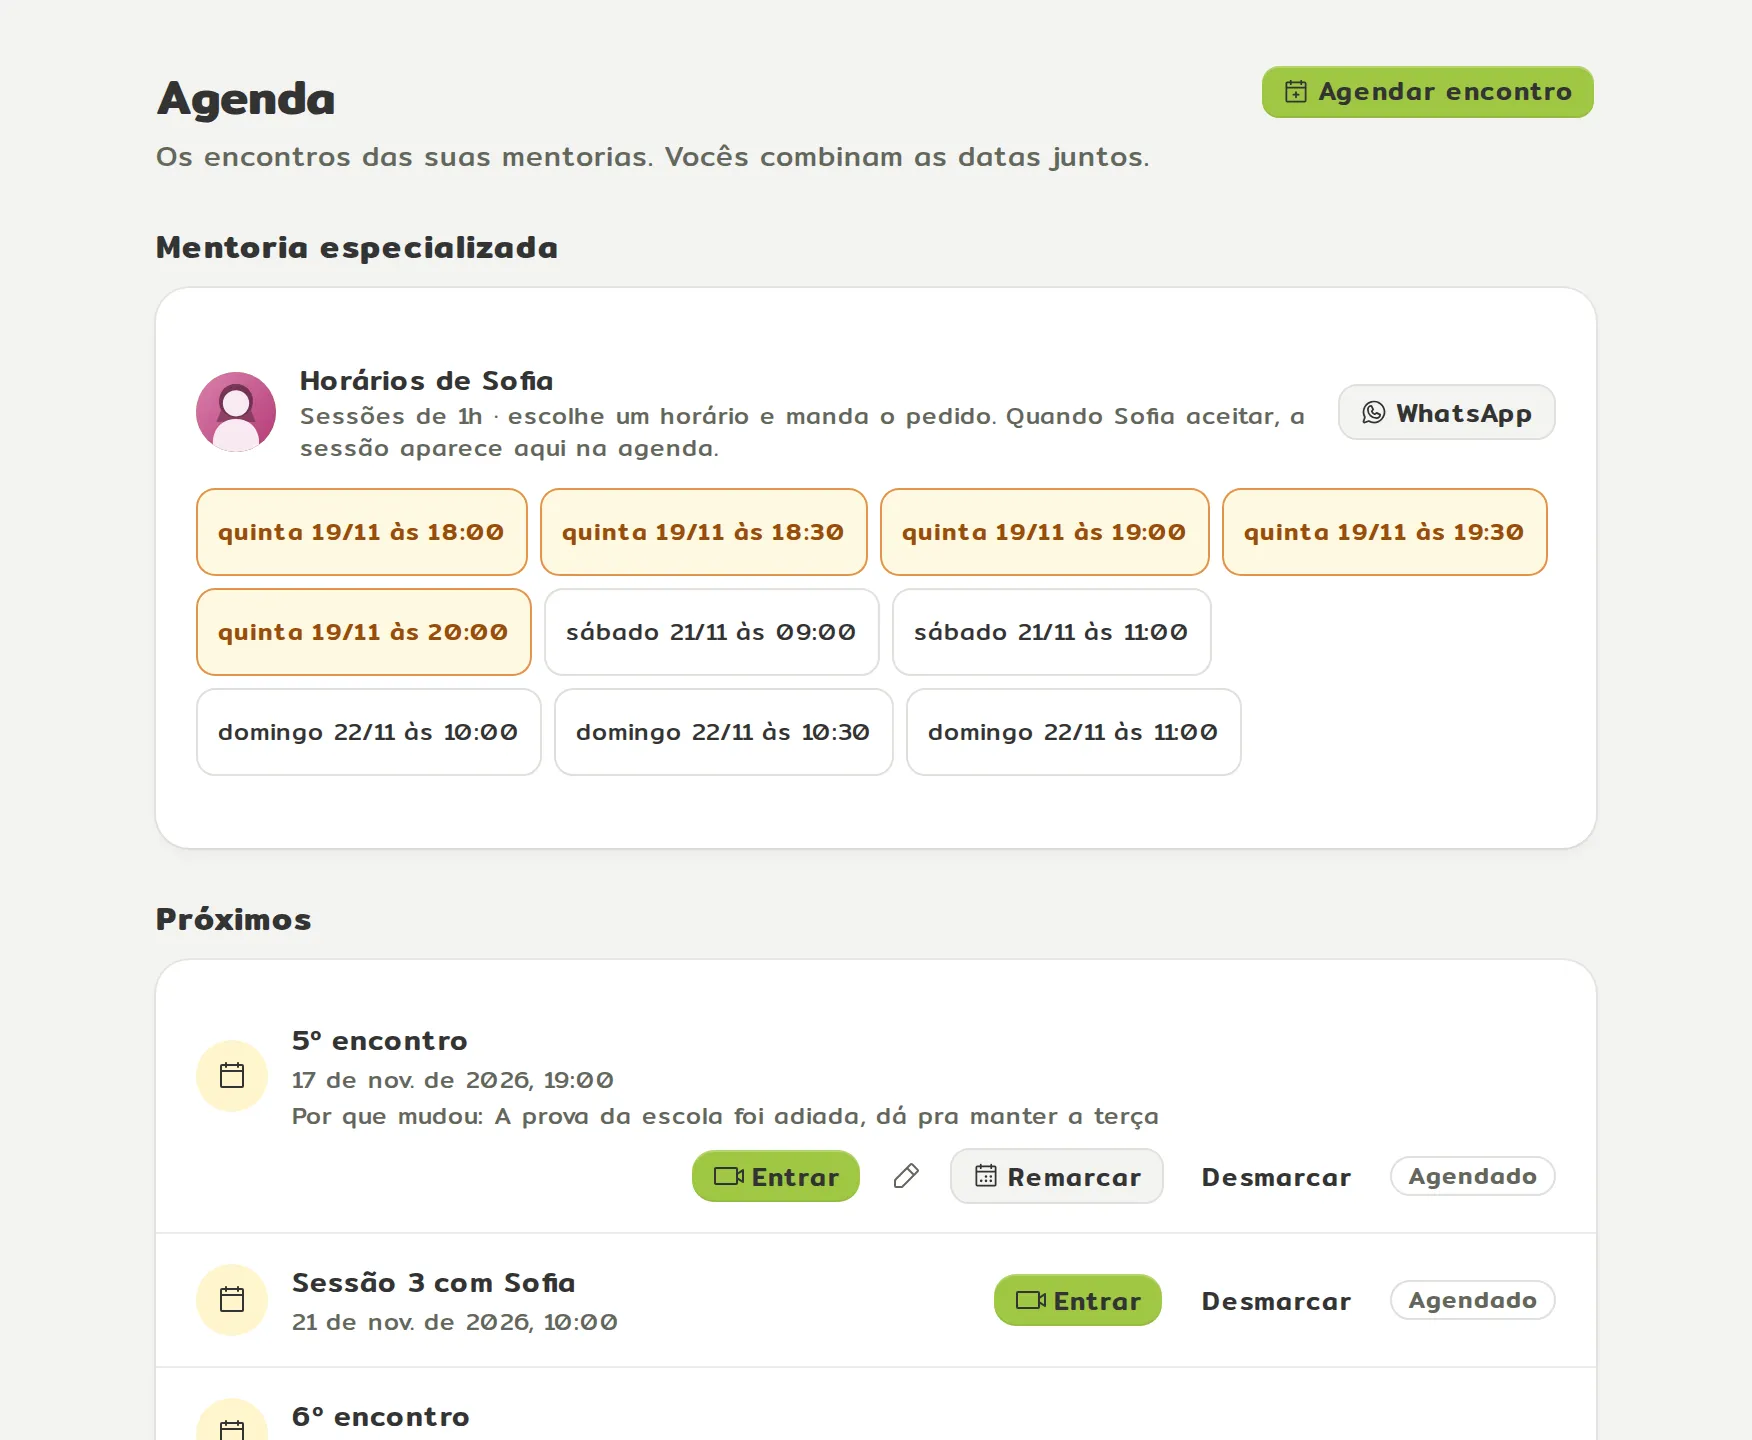 Agenda
Agendar encontro
Os encontros das suas mentorias. Vocês combinam as datas juntos.
Mentoria especializada
Horários de Sofia
Sessões de 1h · escolhe um horário e manda o pedido. Quando Sofia aceitar, a
sessão aparece aqui na agenda.
WhatsApp
quinta 19/11 às 18:00
quinta 19/11 às 18:30
quinta 19/11 às 19:00
quinta 19/11 às 19:30
quinta 19/11 às 20:00
sábado 21/11 às 09:00
sábado 21/11 às 11:00
domingo 22/11 às 10:00
domingo 22/11 às 10:30
domingo 22/11 às 11:00
Próximos
5º encontro
17 de nov. de 2026, 19:00
Por que mudou: A prova da escola foi adiada, dá pra manter a terça
Entrar
Remarcar
Desmarcar
Agendado
Sessão 3 com Sofia
21 de nov. de 2026, 10:00
Entrar
Desmarcar
Agendado
6º encontro